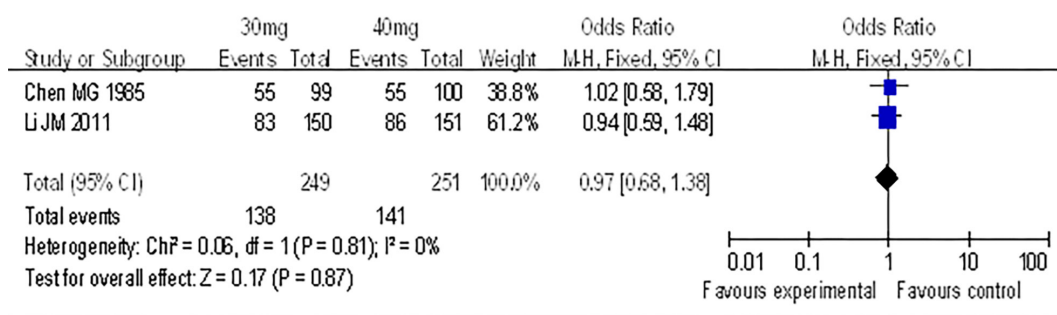 30mg 40mg Odds Ratio Odds Ratio
Study or Subgroup Events Total Events Total Weight M-H, Fixed, 95% CI M-H, Fixed, 95% CI
Chen MG 1985 55 99 55 100 38.8% 1.02 [0.58, 1.79]
Li JM 2011 83 150 86 151 61.2% 0.94 [0.59, 1.48]
Total (95% CI) 249 251 100.0% 0.97 [0.68, 1.38]
Total events 138 141
Heterogeneity: Chi² = 0.06, df = 1 (P = 0.81); I² = 0%
Test for overall effect: Z = 0.17 (P = 0.87)
0.01 0.1 1 10 100
Favours experimental Favours control